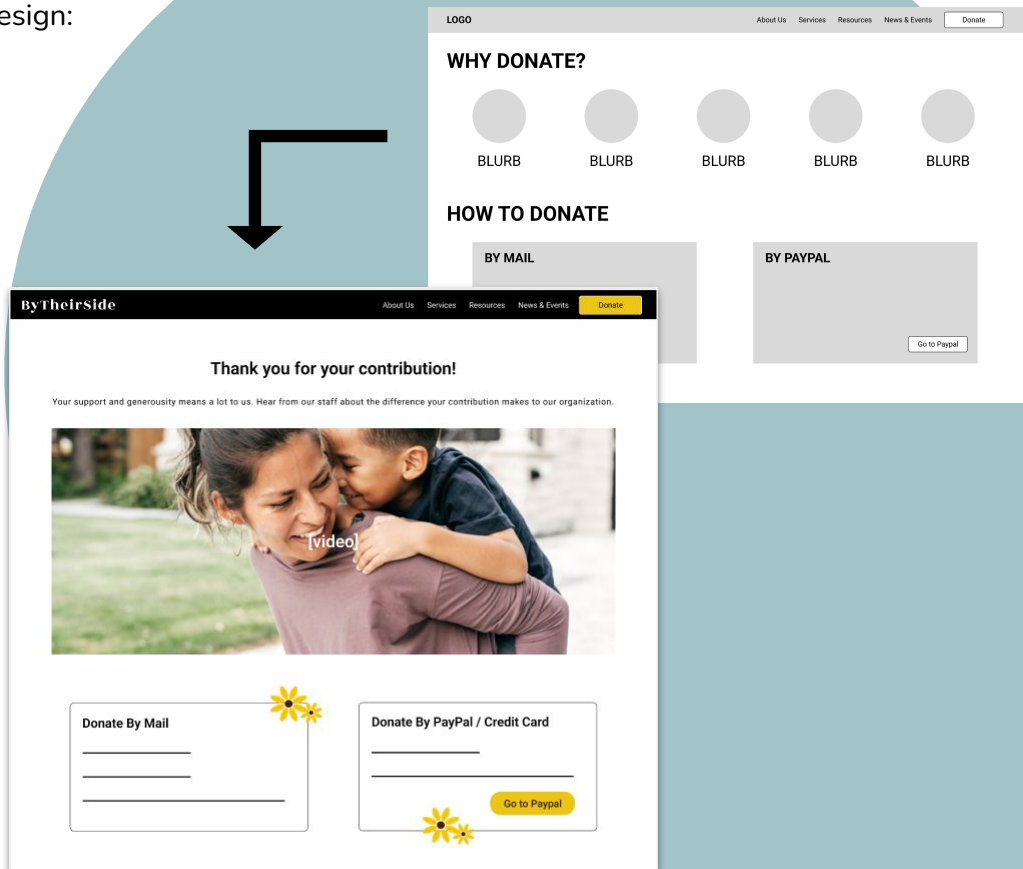 esign:
LOGO
About Us Services Resources News & Events Donate
WHY DONATE?
BLURB BLURB BLURB BLURB BLURB
HOW TO DONATE
BY MAIL
BY PAYPAL
Go to Paypal
ByTheirSide
About Us Services Resources News & Events Donate
Thank you for your contribution!
Your support and generousity means a lot to us. Hear from our staff about the difference your contribution makes to our organization.
[video]
Donate By Mail
Donate By PayPal / Credit Card
Go to Paypal